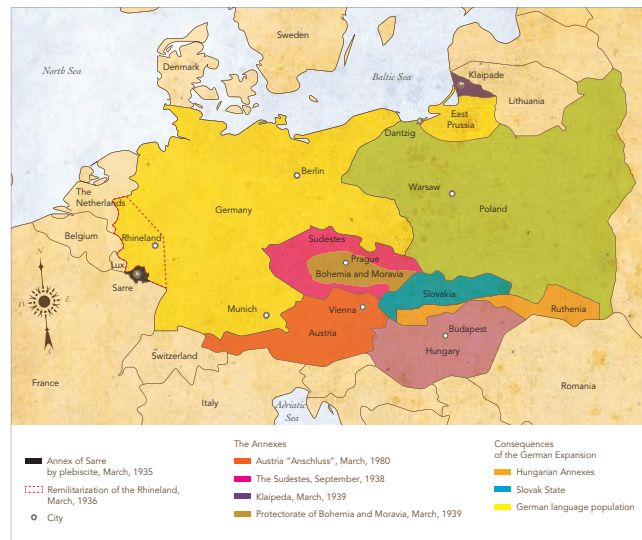 Sweden
North Sea
Denmark
Baltic Sea
Klaipade
Lithuania
East
Prussia
Dantzig
Berlin
Warsaw
The
Netherlands
Germany
Poland
Belgium
Rhineland
Sudestes
Prague
Bohemia and Moravia
Lux.
Sarre
Slovakia
Ruthenia
Munich
Vienna
Austria
Budapest
Hungary
Switzerland
France
Italy
Adriatic
Sea
Romania
N
E
Annex of Sarre
by plebiscite, March, 1935
Remilitarization of the Rhineland,
March, 1936
City
The Annexes
Austria "Anschluss", March, 1980
The Sudestes, September, 1938
Klaipeda, March, 1939
Protectorate of Bohemia and Moravia, March, 1939
Consequences
of the German Expansion
Hungarian Annexes
Slovak State
German language population